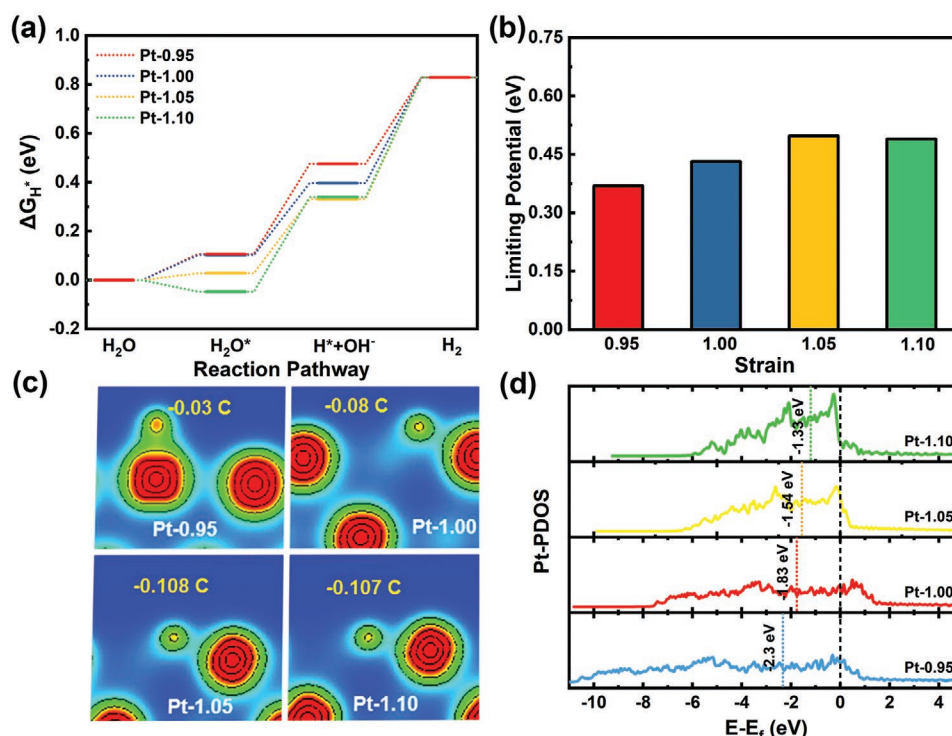 (a)
1.0
0.8
0.6
0.4
0.2
0.0
-0.2
ΔG_H* (eV)
Pt-0.95
Pt-1.00
Pt-1.05
Pt-1.10
H₂O
H₂O*
H*+OH⁻
H₂
Reaction Pathway
(b)
0.75
0.60
0.45
0.30
0.15
0.00
Limiting Potential (eV)
0.95
1.00
1.05
1.10
Strain
(c)
-0.03 C
Pt-0.95
-0.08 C
Pt-1.00
-0.108 C
Pt-1.05
-0.107 C
Pt-1.10
(d)
Pt-PDOS
-1.33 eV
Pt-1.10
-1.54 eV
Pt-1.05
-1.83 eV
Pt-1.00
-2.3 eV
Pt-0.95
-10
-8
-6
-4
-2
0
2
4
E-E_f (eV)